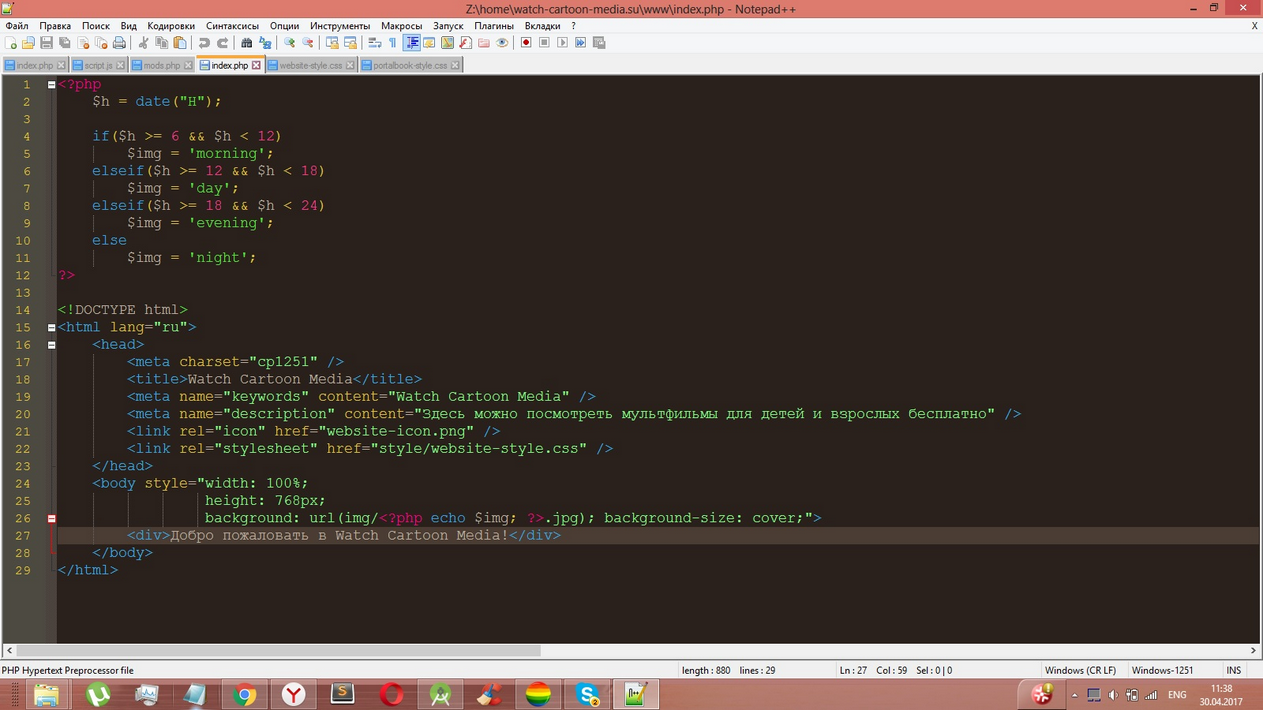 Z:\home\watch-cartoon-media.su\www\index.php - Notepad++
Файл Правка Поиск Вид Кодировки Синтаксисы Опции Инструменты Макросы Запуск Плагины Вкладки ? X
index.php script.js mods.php index.php website-style.css portalbook-style.css
1 <?php
2 $h = date("H");
3
4 if($h >= 6 && $h < 12)
5 $img = 'morning';
6 elseif($h >= 12 && $h < 18)
7 $img = 'day';
8 elseif($h >= 18 && $h < 24)
9 $img = 'evening';
10 else
11 $img = 'night';
12 ?>
13
14 <!DOCTYPE html>
15 <html lang="ru">
16 <head>
17 <meta charset="cp1251" />
18 <title>Watch Cartoon Media</title>
19 <meta name="keywords" content="Watch Cartoon Media" />
20 <meta name="description" content="Здесь можно посмотреть мультфильмы для детей и взрослых бесплатно" />
21 <link rel="icon" href="website-icon.png" />
22 <link rel="stylesheet" href="style/website-style.css" />
23 </head>
24 <body style="width: 100%;
25 height: 768px;
26 background: url(img/<?php echo $img; ?>.jpg); background-size: cover;">
27 <div>Добро пожаловать в Watch Cartoon Media!</div>
28 </body>
29 </html>
PHP Hypertext Preprocessor file length : 880 lines : 29 Ln : 27 Col : 59 Sel : 0 | 0 Windows (CR LF) Windows-1251 INS
ENG 11:38
30.04.2017